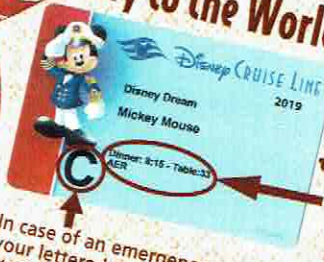 y to the World
Disney CRUISE LINE
2019
Disney Dream
Mickey Mouse
Dinner: 8:15 - Table:33
AER
C
In case of an emergenc
your letter